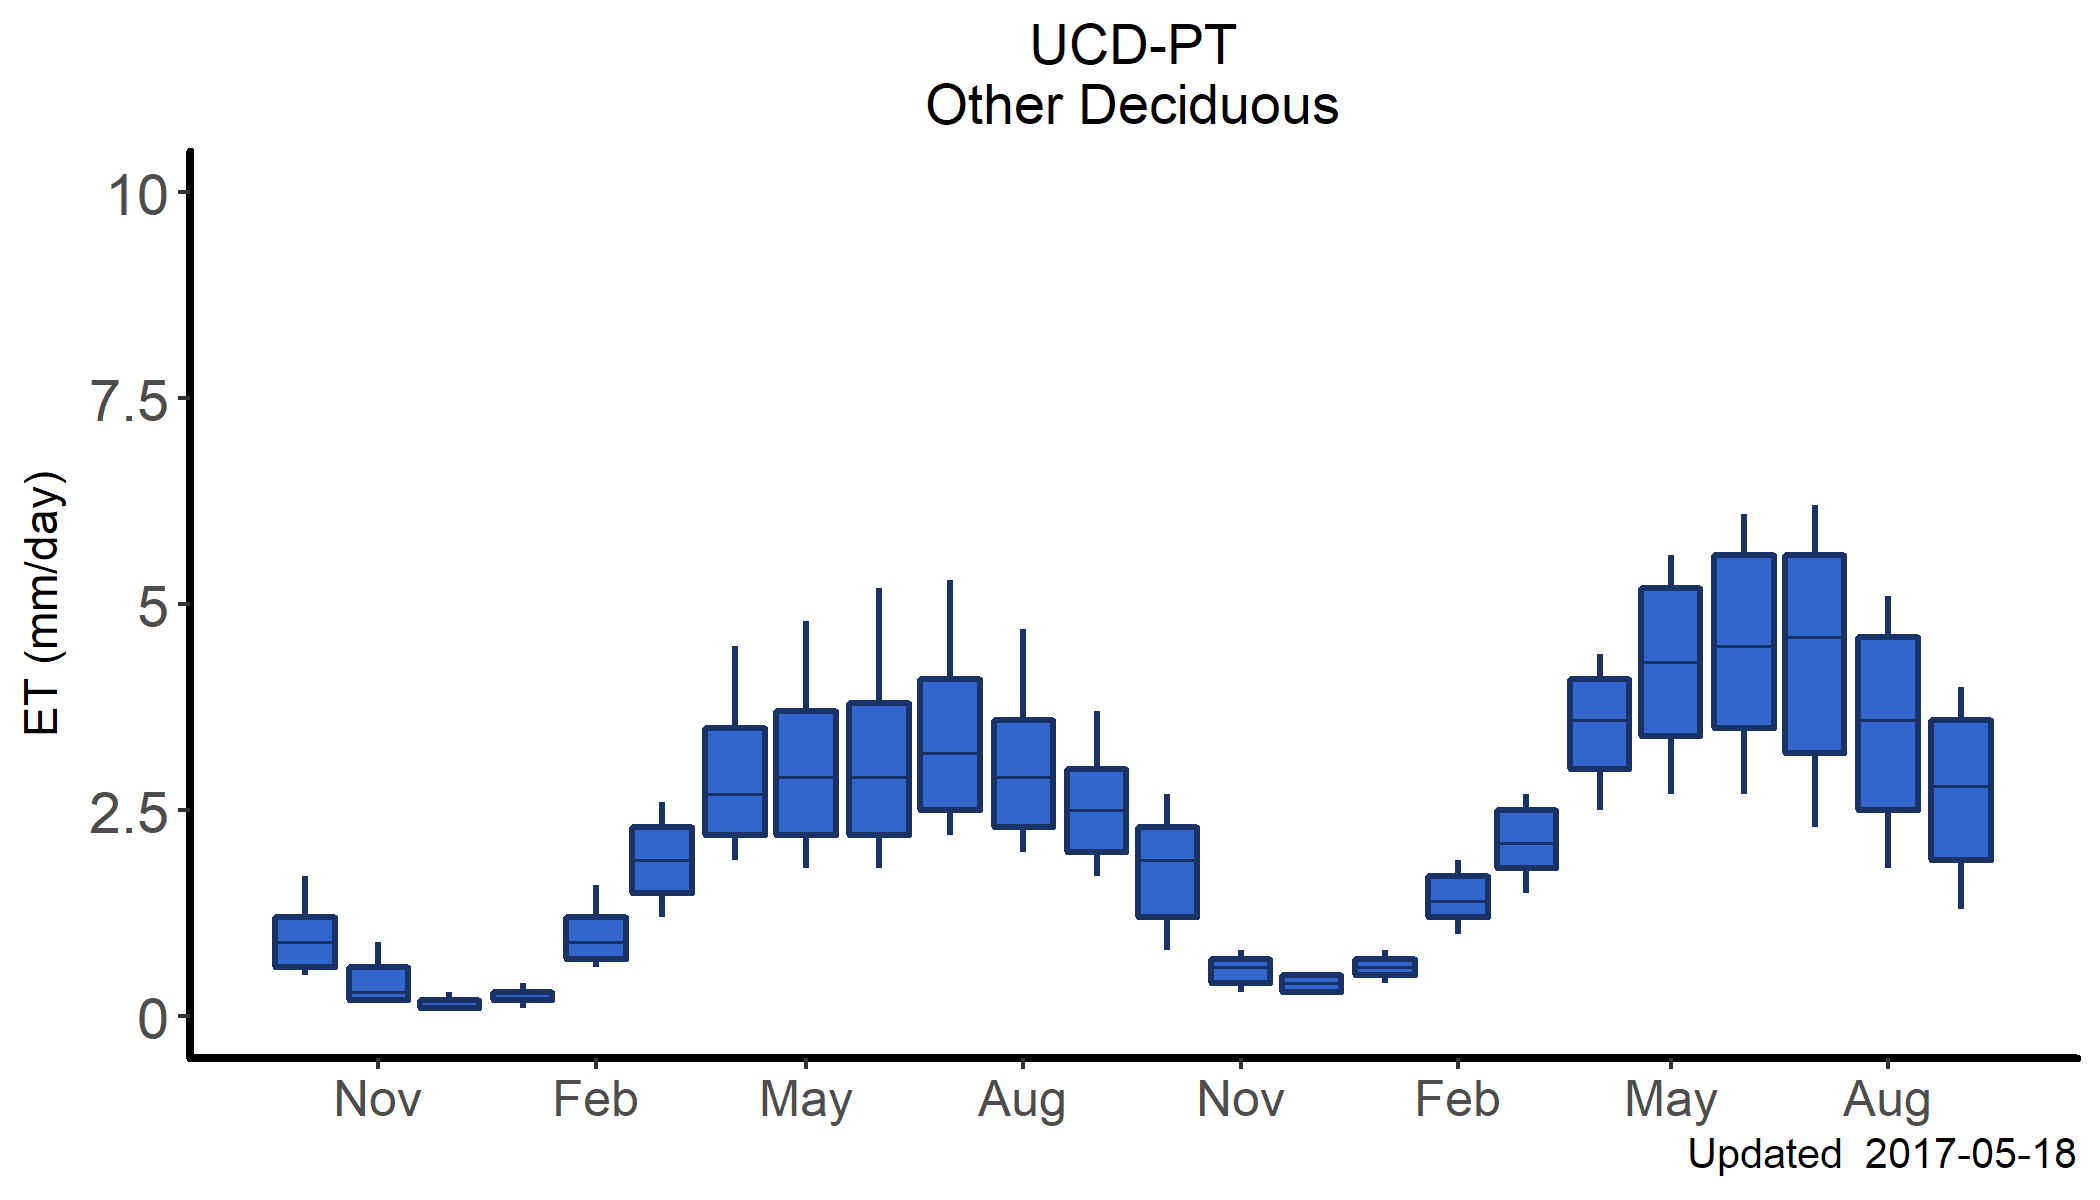 UCD-PT
Other Deciduous
10
7.5
5
2.5
0
ET (mm/day)
Nov Feb May Aug Nov Feb May Aug
Updated 2017-05-18